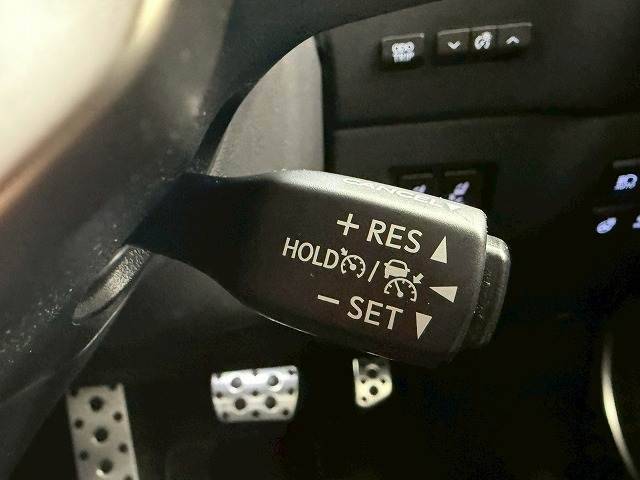 ODO
TRIP
CANCEL
+ RES ▲
HOLD / ◀
− SET ▼